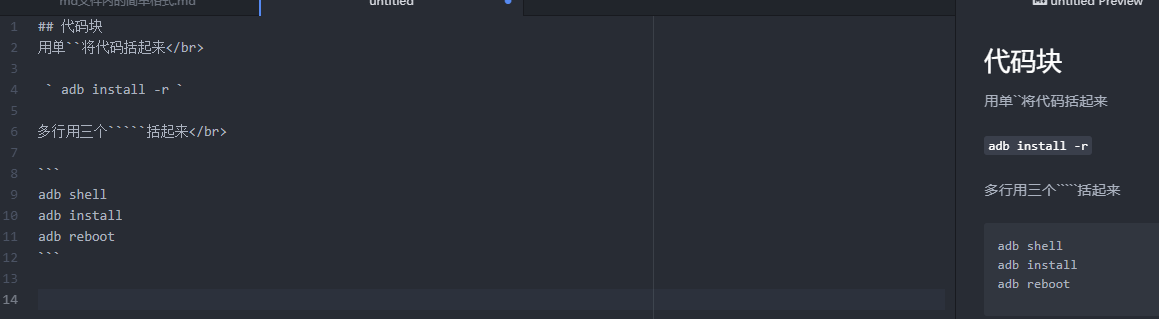 md文件内的简单格式.md
untitled
untitled Preview
1 ## 代码块
2 用单``将代码括起来</br>
3
4 ` adb install -r `
5
6 多行用三个`````括起来</br>
7
8 ```
9 adb shell
10 adb install
11 adb reboot
12 ```
13
14
代码块
用单``将代码括起来
adb install -r
多行用三个`````括起来
adb shell
adb install
adb reboot